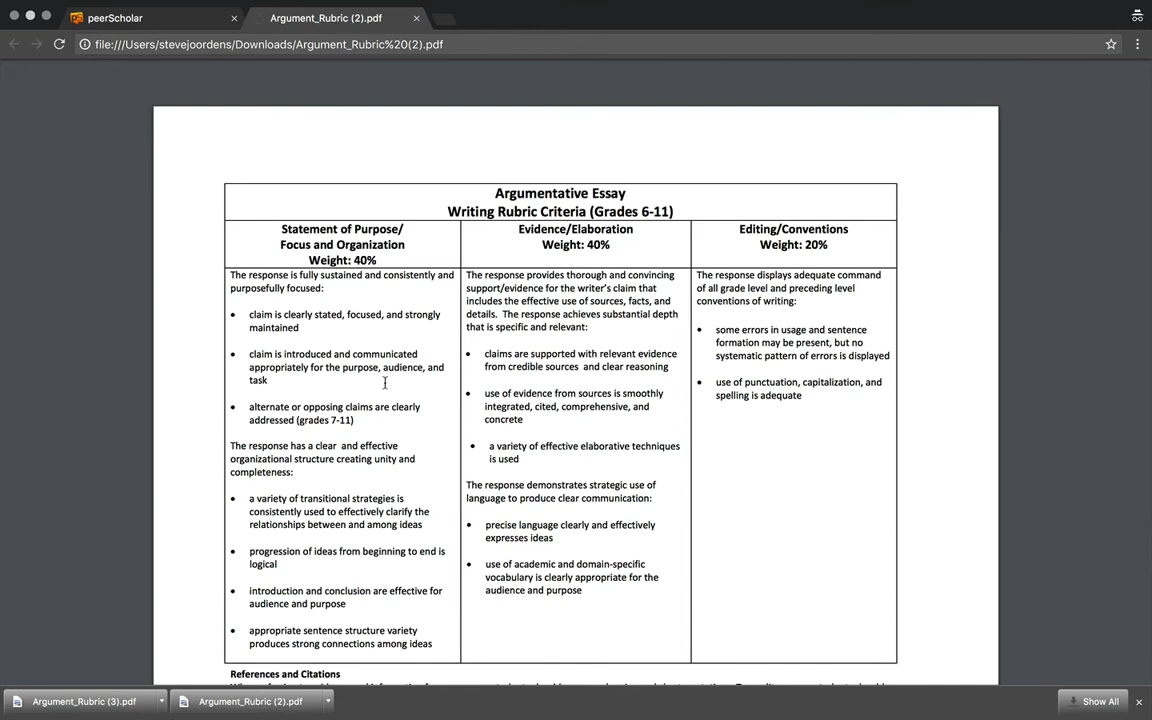 peerScholar
Argument_Rubric (2).pdf
file:///Users/stevejoordens/Downloads/Argument_Rubric%20(2).pdf
Argumentative Essay
Writing Rubric Criteria (Grades 6-11)
Statement of Purpose/
Focus and Organization
Weight: 40%
The response is fully sustained and consistently and
purposefully focused:
• claim is clearly stated, focused, and strongly
maintained
• claim is introduced and communicated
appropriately for the purpose, audience, and
task
• alternate or opposing claims are clearly
addressed (grades 7-11)
The response has a clear and effective
organizational structure creating unity and
completeness:
• a variety of transitional strategies is
consistently used to effectively clarify the
relationships between and among ideas
• progression of ideas from beginning to end is
logical
• introduction and conclusion are effective for
audience and purpose
• appropriate sentence structure variety
produces strong connections among ideas
Evidence/Elaboration
Weight: 40%
The response provides thorough and convincing
support/evidence for the writer's claim that
includes the effective use of sources, facts, and
details. The response achieves substantial depth
that is specific and relevant:
• claims are supported with relevant evidence
from credible sources and clear reasoning
• use of evidence from sources is smoothly
integrated, cited, comprehensive, and
concrete
• a variety of effective elaborative techniques
is used
The response demonstrates strategic use of
language to produce clear communication:
• precise language clearly and effectively
expresses ideas
• use of academic and domain-specific
vocabulary is clearly appropriate for the
audience and purpose
Editing/Conventions
Weight: 20%
The response displays adequate command
of all grade level and preceding level
conventions of writing:
• some errors in usage and sentence
formation may be present, but no
systematic pattern of errors is displayed
• use of punctuation, capitalization, and
spelling is adequate
References and Citations
Argument_Rubric (3).pdf
Argument_Rubric (2).pdf
Show All